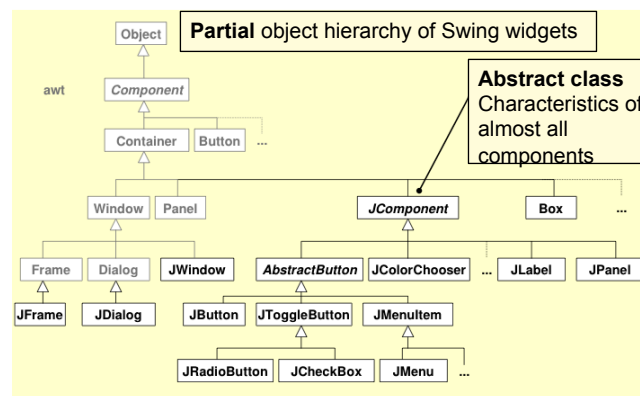 Object
Partial object hierarchy of Swing widgets
awt
Component
Abstract class
Characteristics of
almost all
components
Container Button ...
Window Panel JComponent Box ...
Frame Dialog JWindow AbstractButton JColorChooser ... JLabel JPanel
JFrame JDialog JButton JToggleButton JMenuItem
JRadioButton JCheckBox JMenu ...